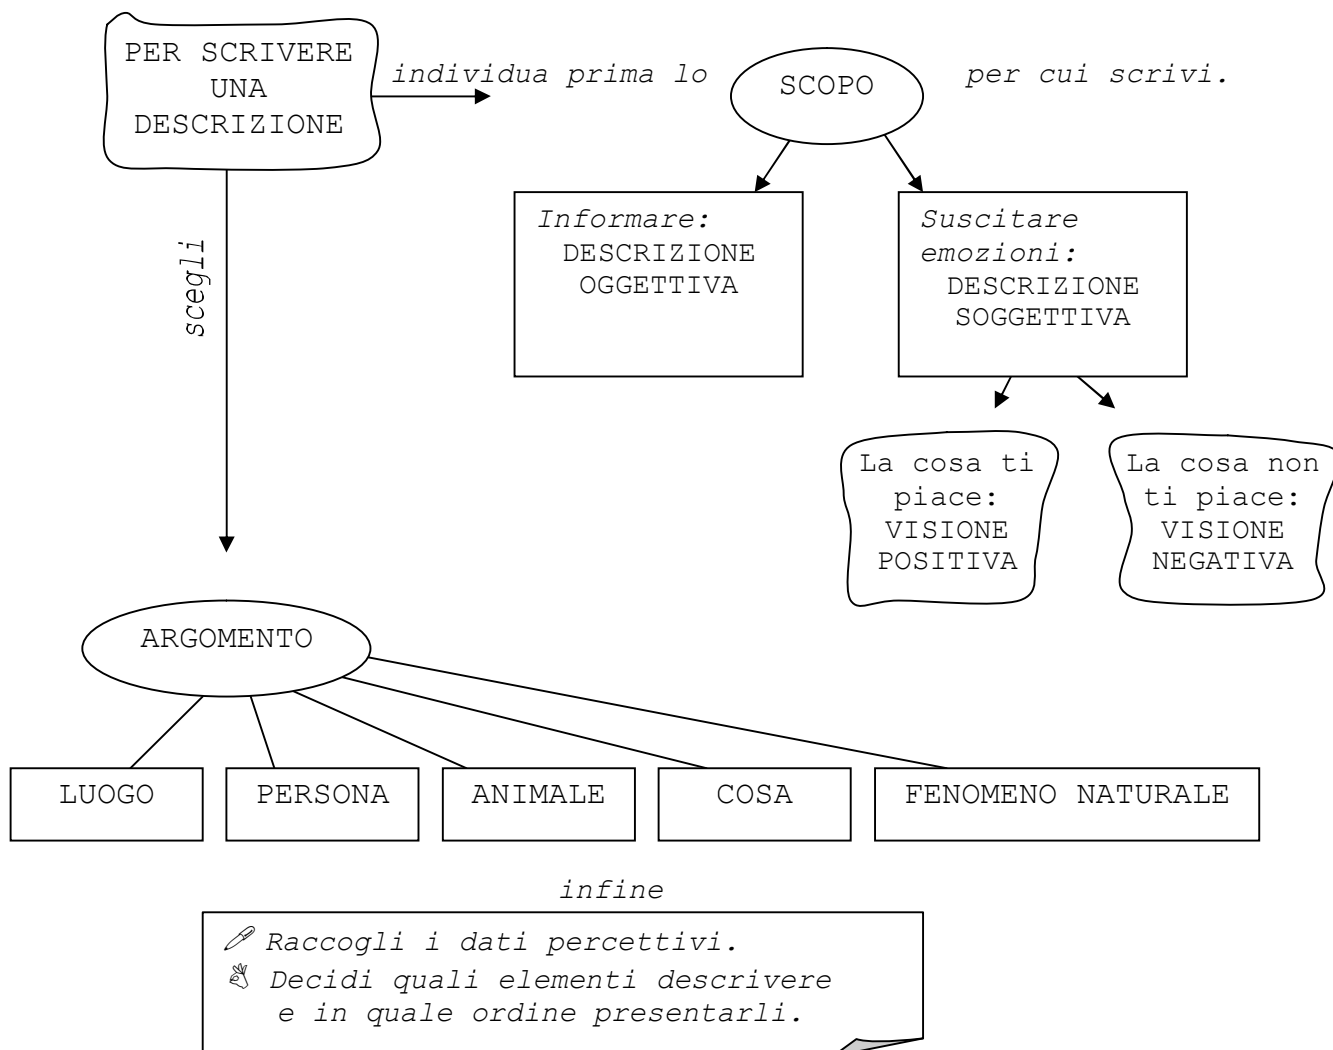 PER SCRIVERE
UNA
DESCRIZIONE
individua prima lo
SCOPO
per cui scrivi.
Informare:
DESCRIZIONE
OGGETTIVA
Suscitare
emozioni:
DESCRIZIONE
SOGGETTIVA
scegli
La cosa ti
piace:
VISIONE
POSITIVA
La cosa non
ti piace:
VISIONE
NEGATIVA
ARGOMENTO
LUOGO
PERSONA
ANIMALE
COSA
FENOMENO NATURALE
infine
Raccogli i dati percettivi.
Decidi quali elementi descrivere
e in quale ordine presentarli.